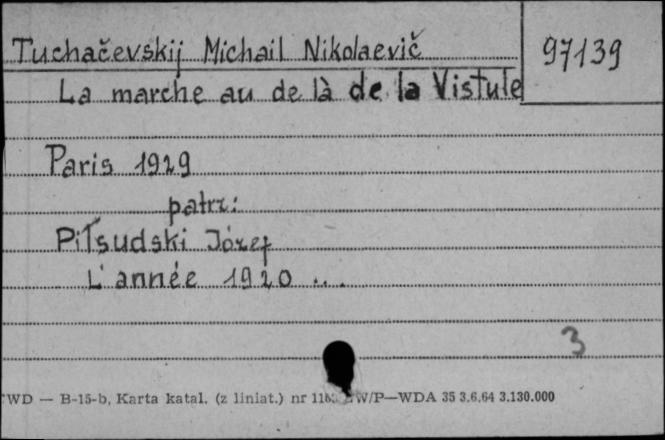 Tuchačevskij Michail Nikolaevič
97139
La marche au de là de la Vistule
Paris 1929
patrz:
Piłsudski Józef
L'année 1920 ...
3
WD — B-15-b, Karta katal. (z liniat.) nr W/P—WDA 35 3.6.64 3.130.000